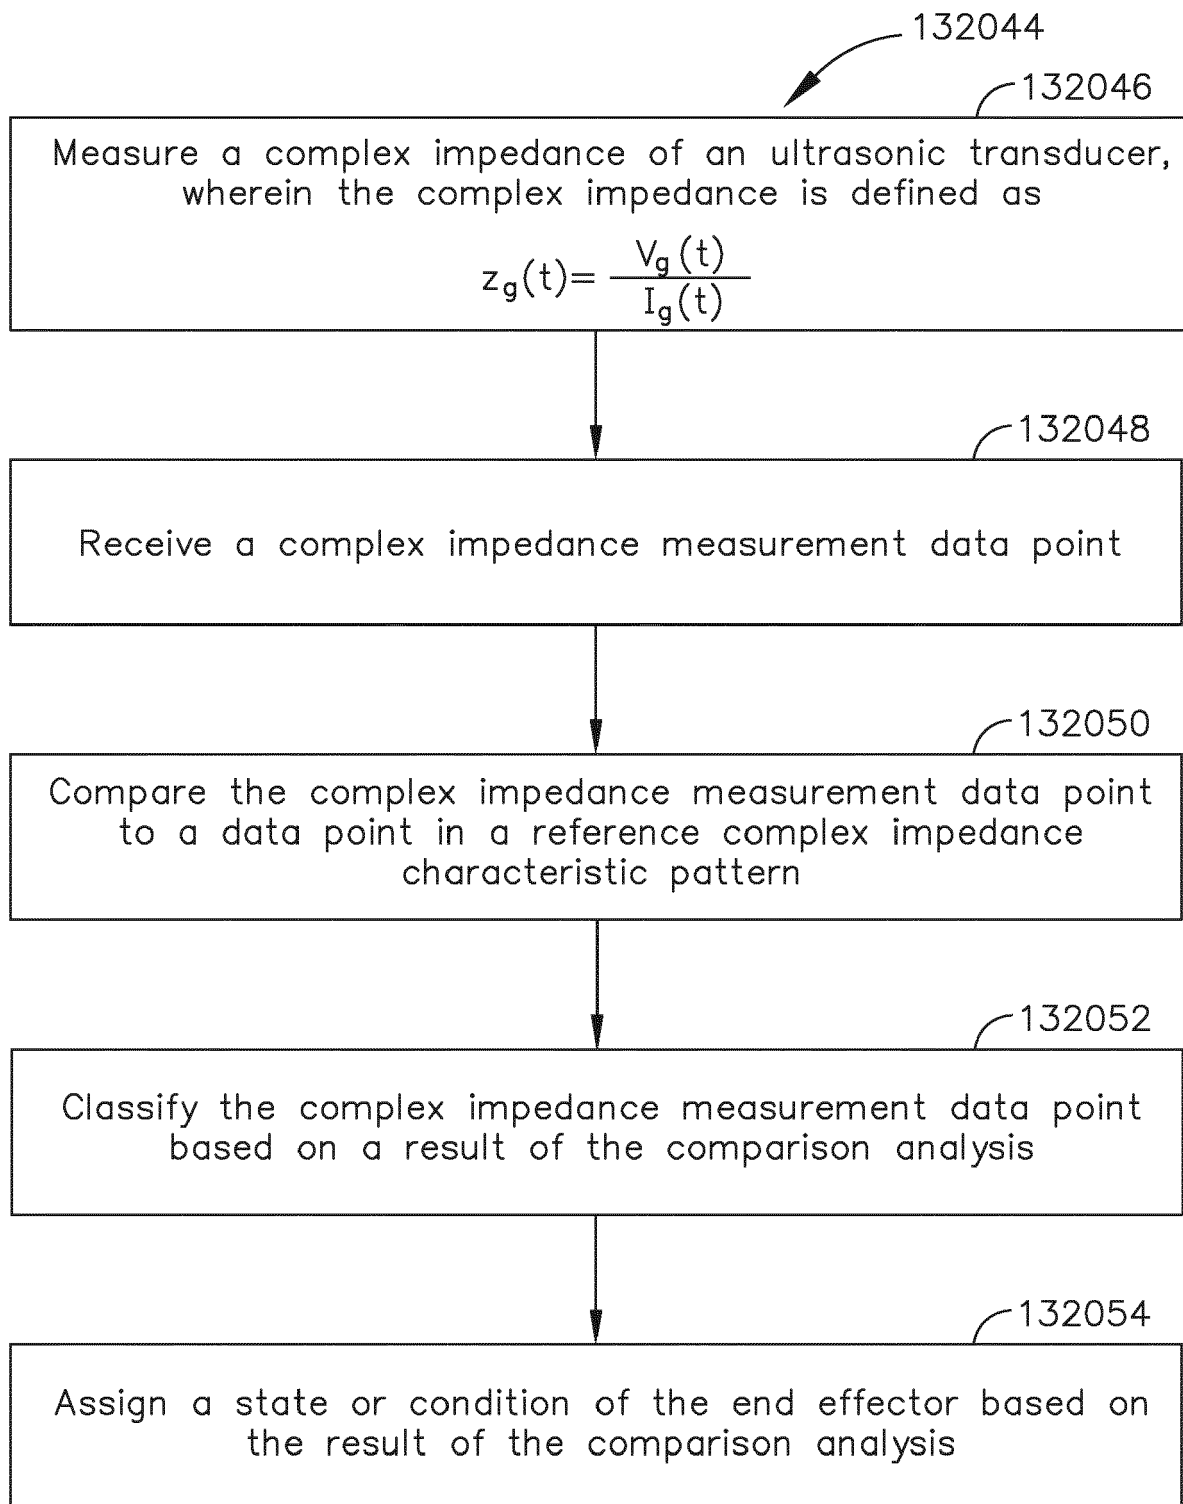 132044
132046
Measure a complex impedance of an ultrasonic transducer,
wherein the complex impedance is defined as
z_g(t)= V_g(t) / I_g(t)
132048
Receive a complex impedance measurement data point
132050
Compare the complex impedance measurement data point
to a data point in a reference complex impedance
characteristic pattern
132052
Classify the complex impedance measurement data point
based on a result of the comparison analysis
132054
Assign a state or condition of the end effector based on
the result of the comparison analysis